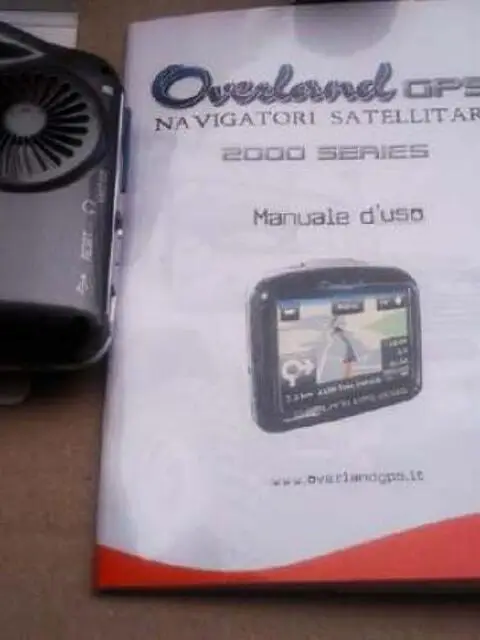 Overland GPS
NAVIGATORI SATELLITAR
2000 SERIES
Manuale d'uso
www.overlandgps.it